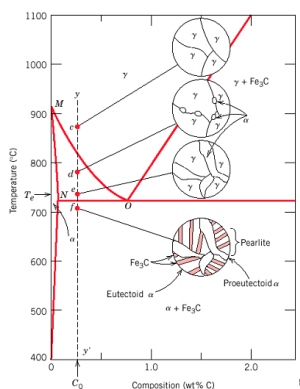 1100
1000
900
800
700
600
500
400
Temperature (°C)
Tₑ
y
γ
M
c
d
e
f
N
O
α
γ γ
γ γ
γ + Fe₃C
γ γ
γ γ
α
γ γ
γ γ
Pearlite
Fe₃C
Proeutectoid α
Eutectoid α
α + Fe₃C
y'
0
C₀
1.0
2.0
Composition (wt% C)